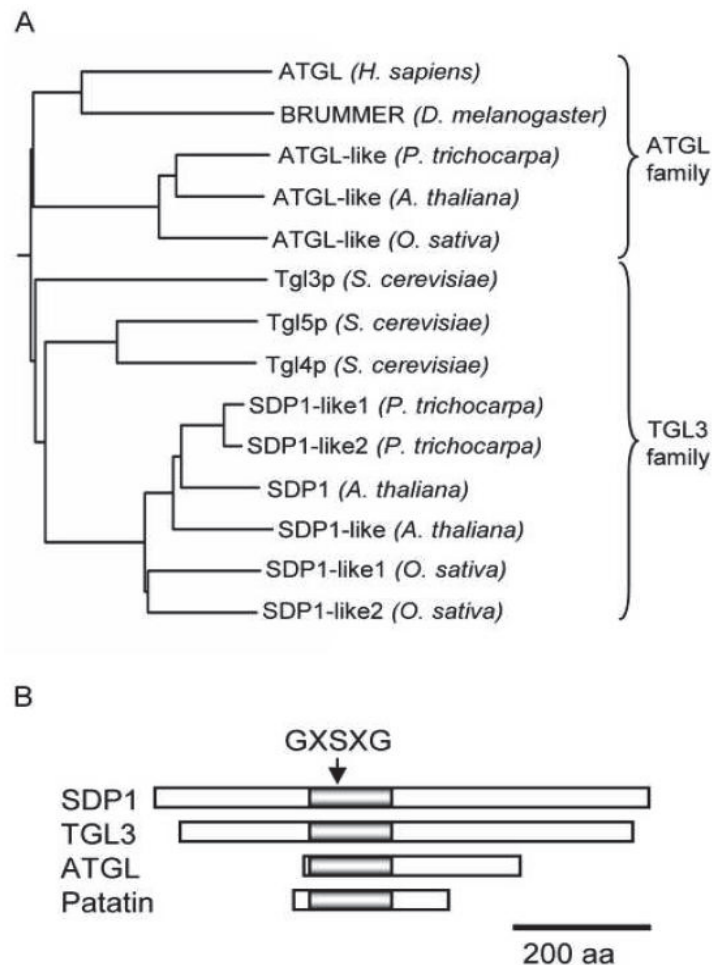 A
ATGL (H. sapiens)
BRUMMER (D. melanogaster)
ATGL-like (P. trichocarpa)
ATGL-like (A. thaliana)
ATGL-like (O. sativa)
ATGL
family
Tgl3p (S. cerevisiae)
Tgl5p (S. cerevisiae)
Tgl4p (S. cerevisiae)
SDP1-like1 (P. trichocarpa)
SDP1-like2 (P. trichocarpa)
SDP1 (A. thaliana)
SDP1-like (A. thaliana)
SDP1-like1 (O. sativa)
SDP1-like2 (O. sativa)
TGL3
family
B
GXSXG
SDP1
TGL3
ATGL
Patatin
200 aa